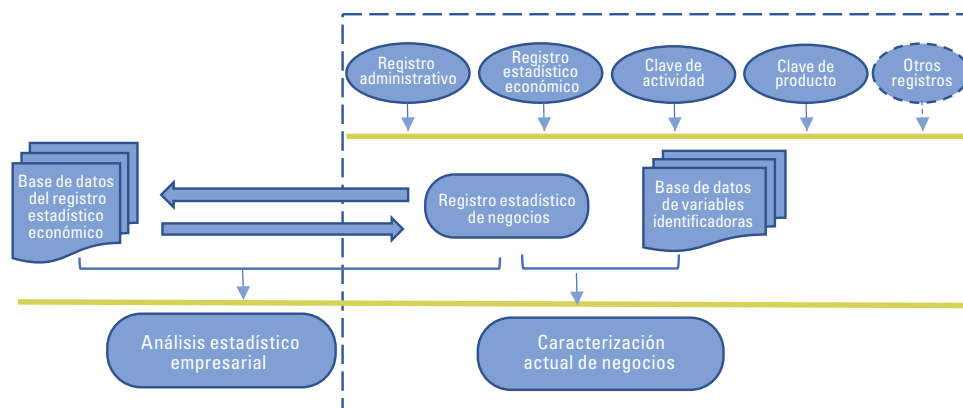 Registro
administrativo
Registro
estadístico
económico
Clave de
actividad
Clave de
producto
Otros
registros
Base de datos
del registro
estadístico
económico
Registro estadístico
de negocios
Base de datos
de variables
identificadoras
Análisis estadístico
empresarial
Caracterización
actual de negocios